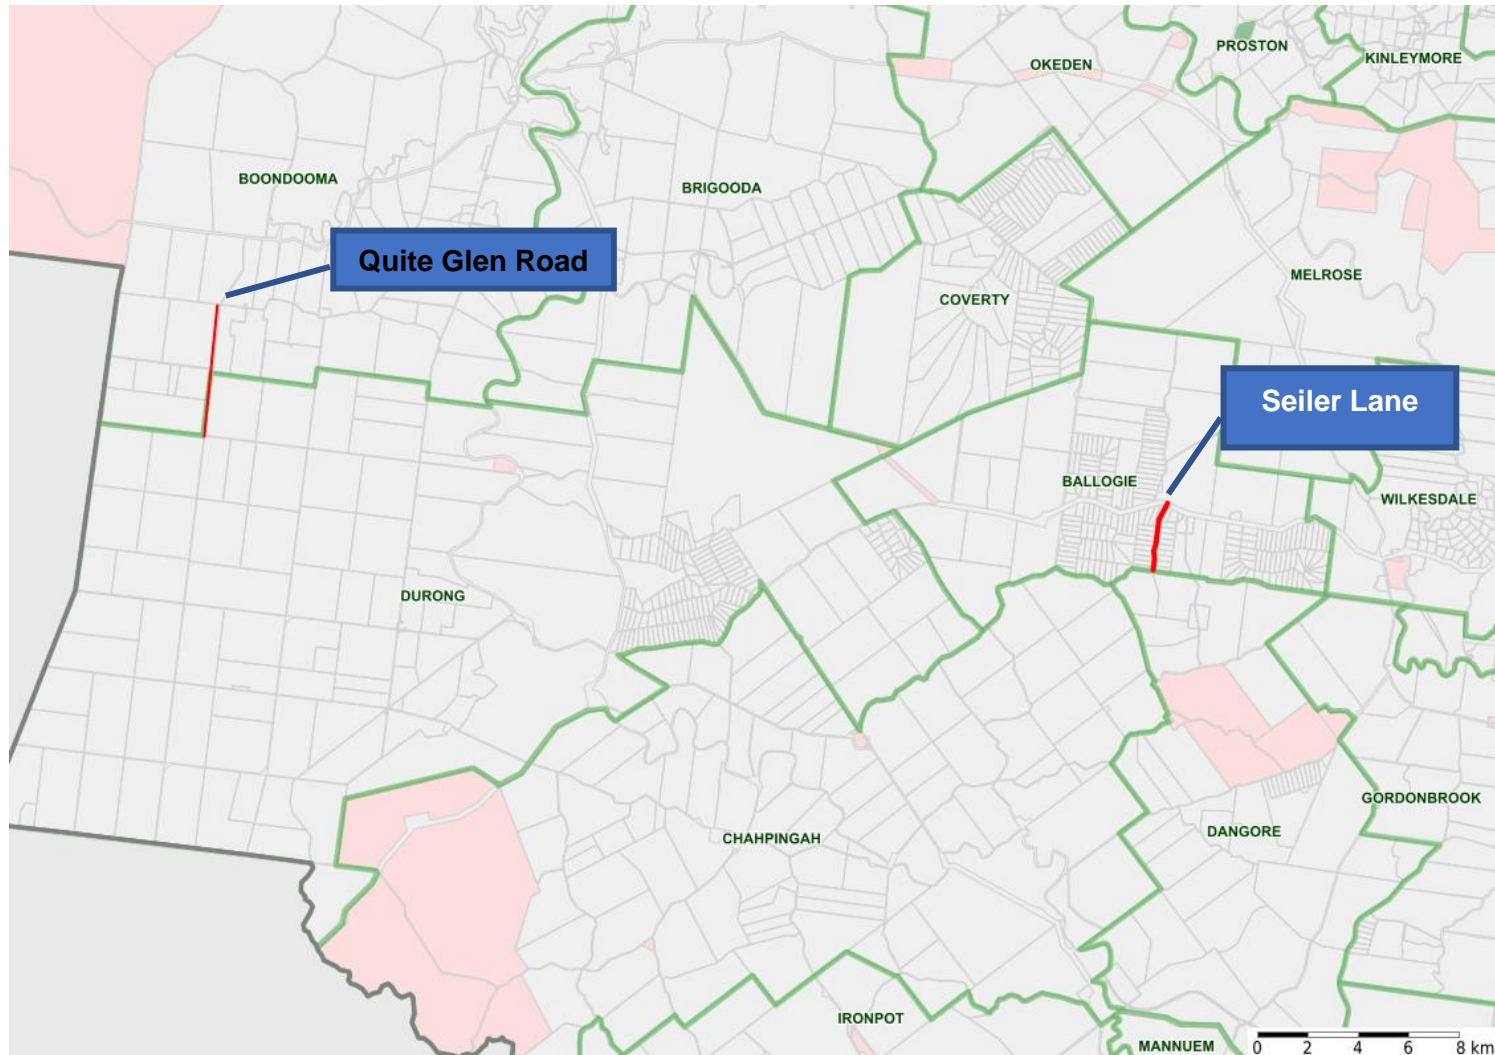 PROSTON
KINLEYMORE
OKEDEN
BOONDOOMA
BRIGOODA
Quite Glen Road
MELROSE
COVERTY
Seiler Lane
BALLOGIE
WILKESDALE
DURONG
GORDONBROOK
DANGORE
CHAHPINGAH
IRONPOT
MANNUEM
0 2 4 6 8 km